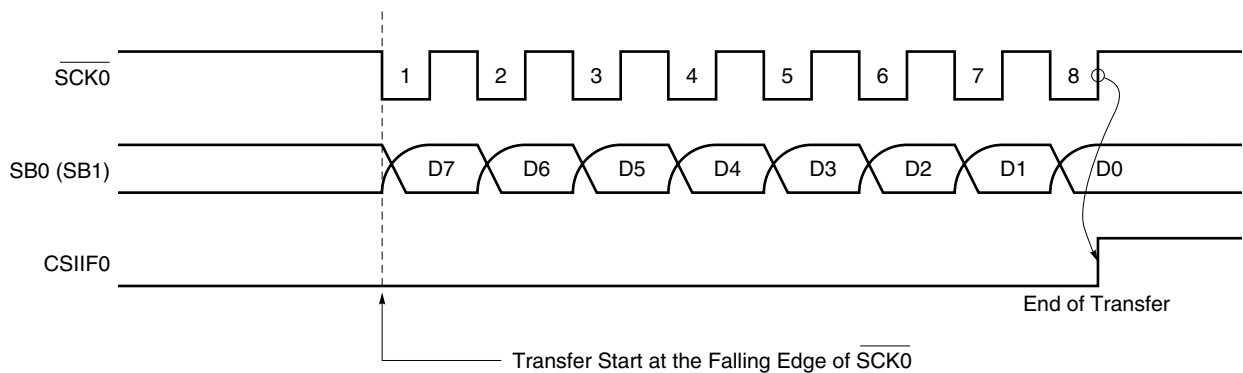 SCK0
1 2 3 4 5 6 7 8
SB0 (SB1)
D7 D6 D5 D4 D3 D2 D1 D0
CSIIF0
End of Transfer
Transfer Start at the Falling Edge of SCK0